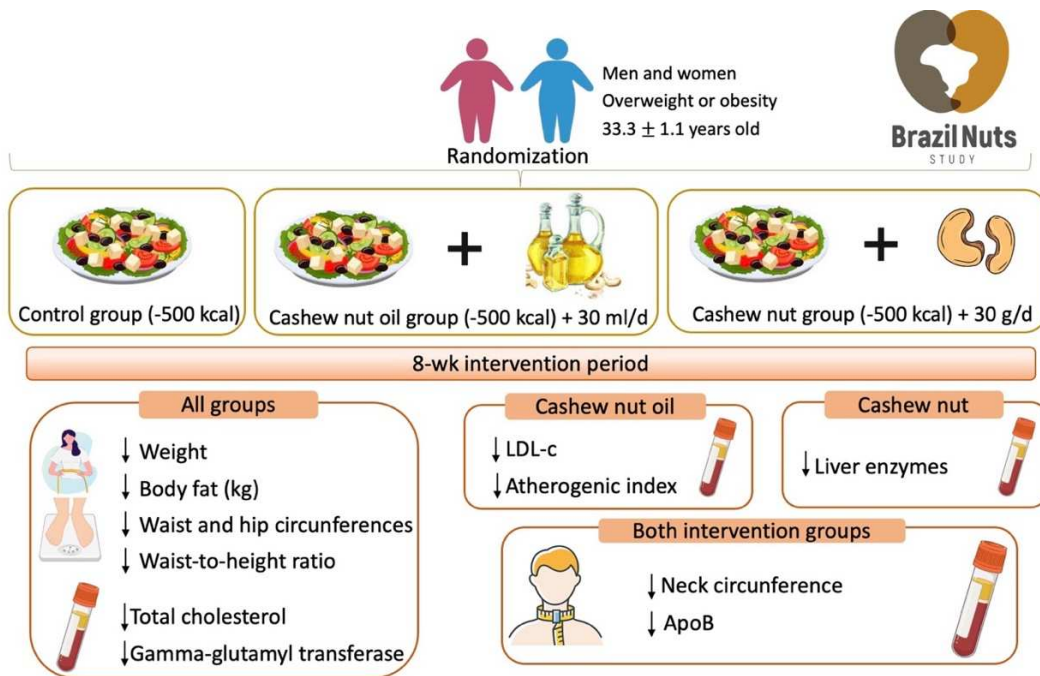 Men and women
Overweight or obesity
33.3 ± 1.1 years old
Brazil Nuts
STUDY
Randomization
Control group (-500 kcal)
Cashew nut oil group (-500 kcal) + 30 ml/d
Cashew nut group (-500 kcal) + 30 g/d
8-wk intervention period
All groups
↓ Weight
↓ Body fat (kg)
↓ Waist and hip circunferences
↓ Waist-to-height ratio
↓Total cholesterol
↓Gamma-glutamyl transferase
Cashew nut oil
↓ LDL-c
↓ Atherogenic index
Cashew nut
↓ Liver enzymes
Both intervention groups
↓ Neck circunference
↓ ApoB